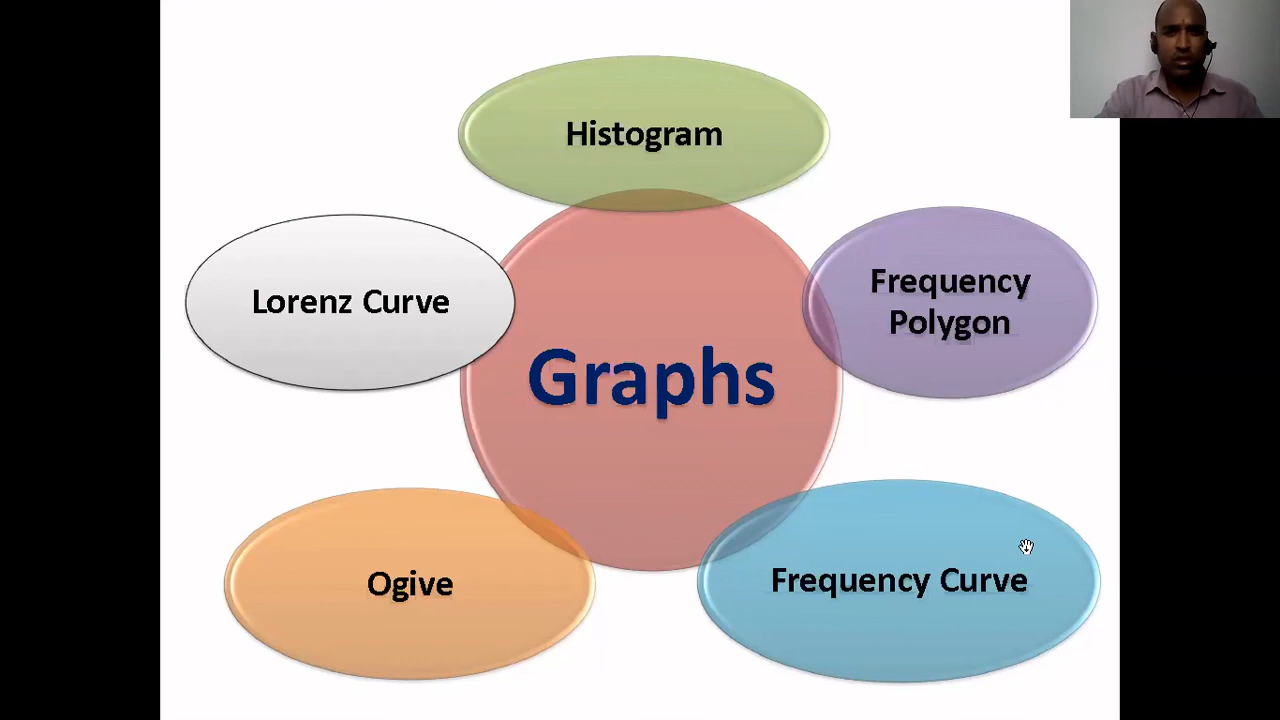 Histogram
Lorenz Curve
Frequency
Polygon
Graphs
Ogive
Frequency Curve